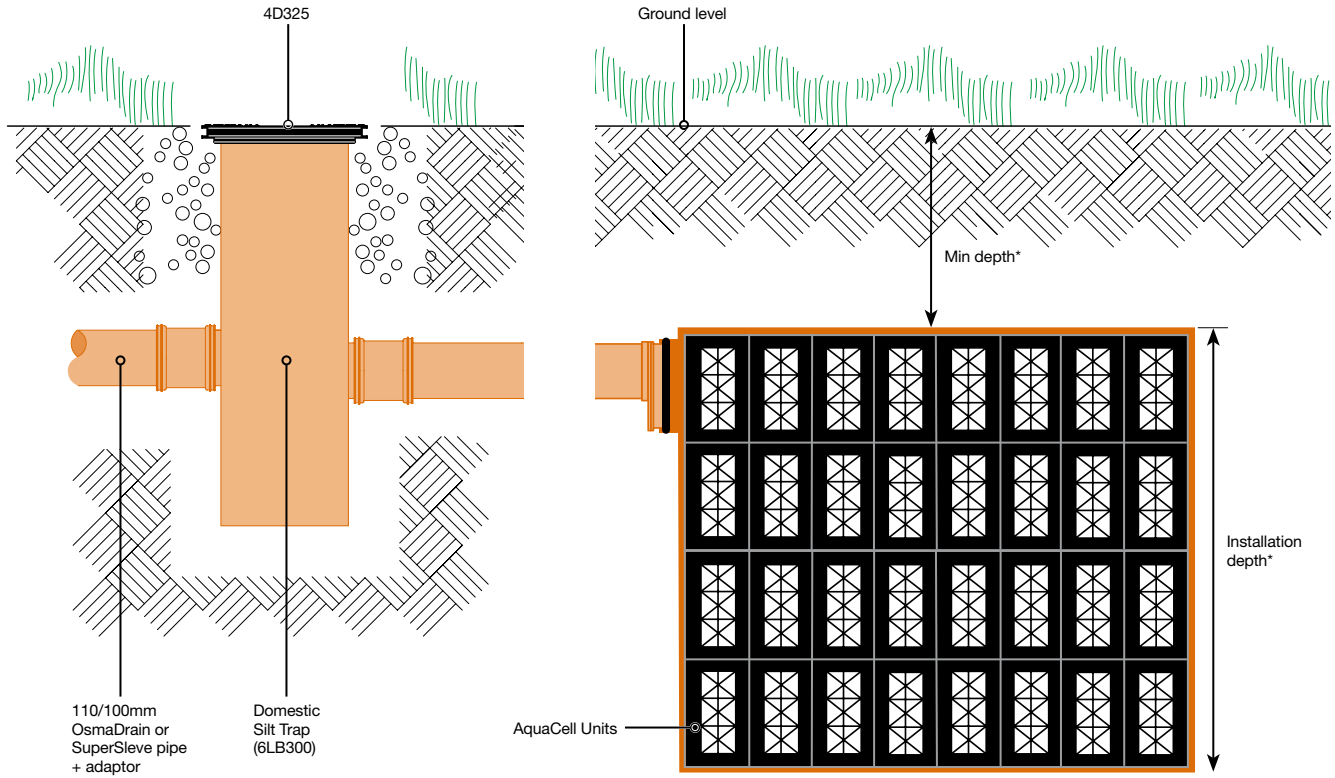 4D325
Ground level
Min depth*
Installation
depth*
110/100mm
OsmaDrain or
SuperSleve pipe
+ adaptor
Domestic
Silt Trap
(6LB300)
AquaCell Units